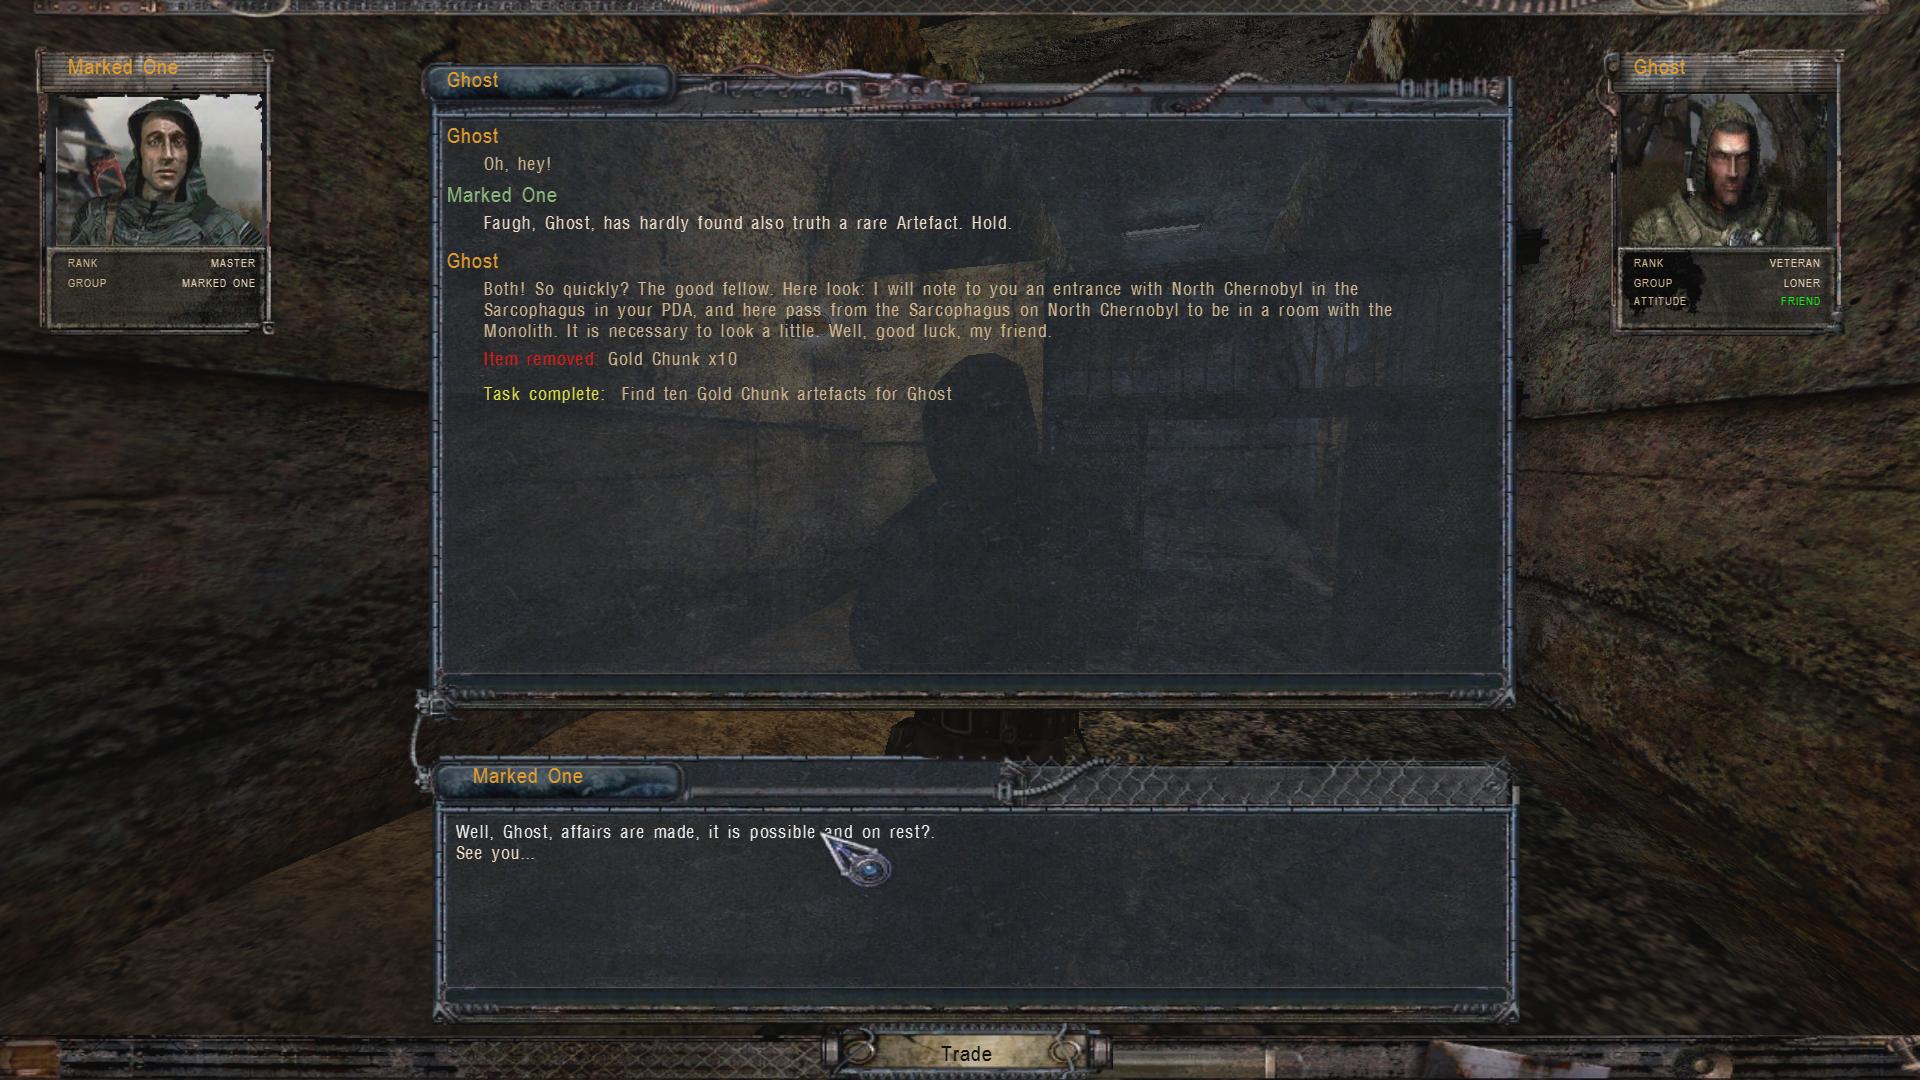 Marked One
RANK MASTER
GROUP MARKED ONE
Ghost
RANK VETERAN
GROUP LONER
ATTITUDE FRIEND
Ghost
Ghost
Oh, hey!
Marked One
Faugh, Ghost, has hardly found also truth a rare Artefact. Hold.
Ghost
Both! So quickly? The good fellow. Here look: I will note to you an entrance with North Chernobyl in the
Sarcophagus in your PDA, and here pass from the Sarcophagus on North Chernobyl to be in a room with the
Monolith. It is necessary to look a little. Well, good luck, my friend.
Item removed: Gold Chunk x10
Task complete: Find ten Gold Chunk artefacts for Ghost
Marked One
Well, Ghost, affairs are made, it is possible and on rest?.
See you...
Trade